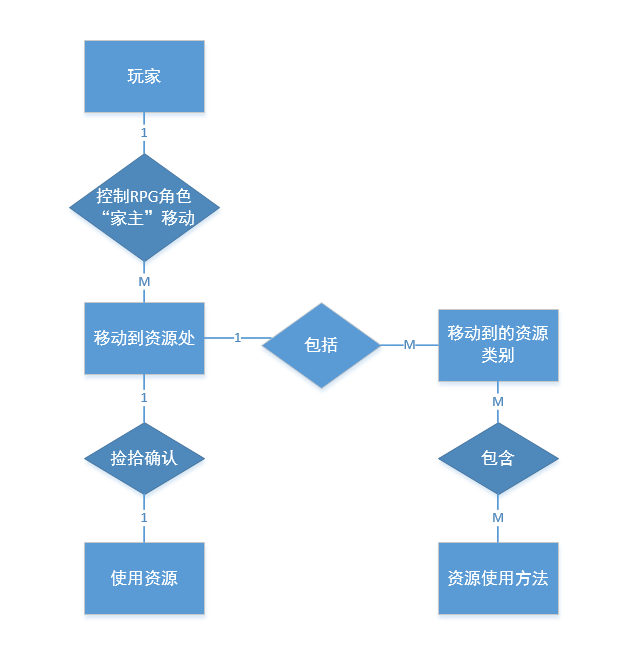 玩家
1
控制RPG角色
“家主”移动
M
移动到资源处
1
包括
M
移动到的资源
类别
1
M
捡拾确认
包含
1
M
使用资源
资源使用方法